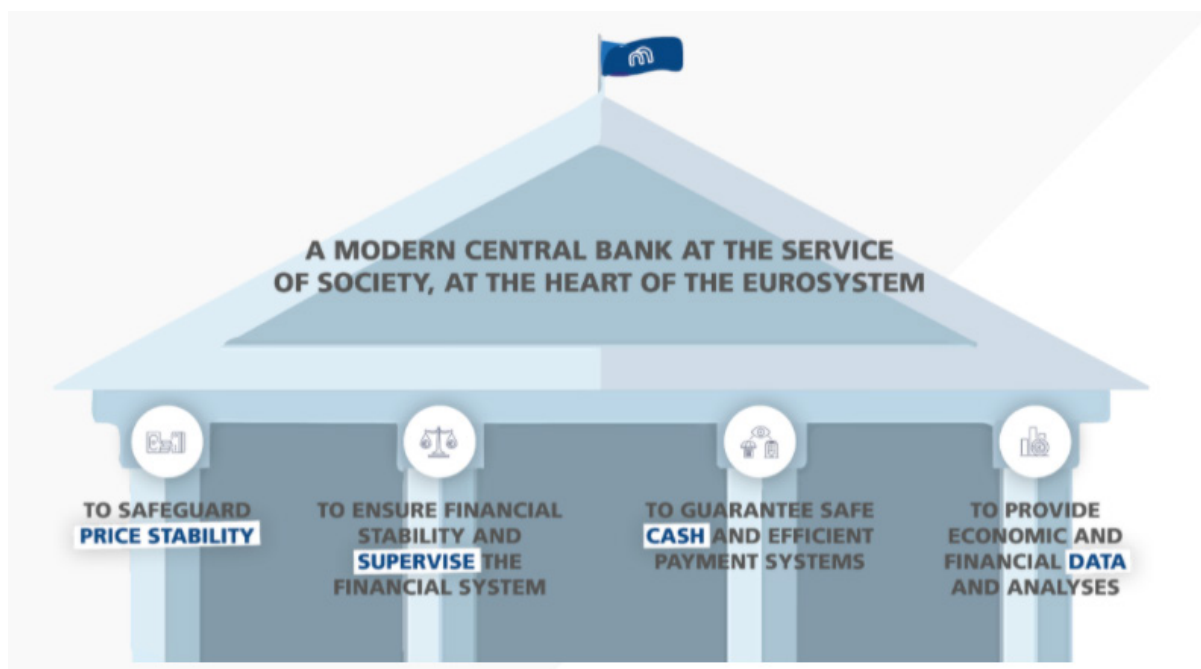 A MODERN CENTRAL BANK AT THE SERVICE
OF SOCIETY, AT THE HEART OF THE EUROSYSTEM
TO SAFEGUARD
PRICE STABILITY
TO ENSURE FINANCIAL
STABILITY AND
SUPERVISE THE
FINANCIAL SYSTEM
TO GUARANTEE SAFE
CASH AND EFFICIENT
PAYMENT SYSTEMS
TO PROVIDE
ECONOMIC AND
FINANCIAL DATA
AND ANALYSES